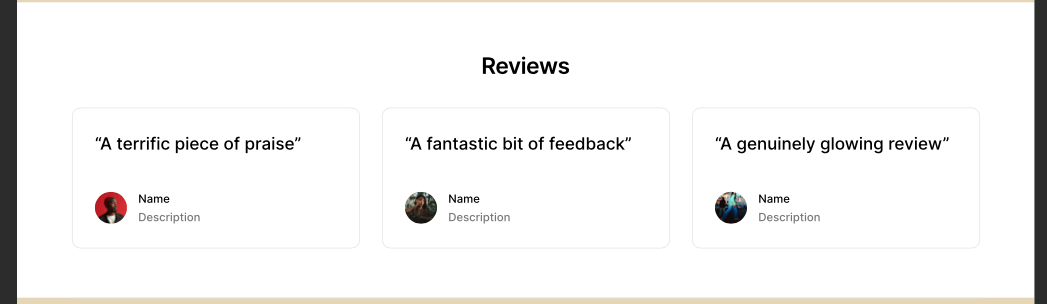 Reviews
“A terrific piece of praise”
Name
Description
“A fantastic bit of feedback”
Name
Description
“A genuinely glowing review”
Name
Description